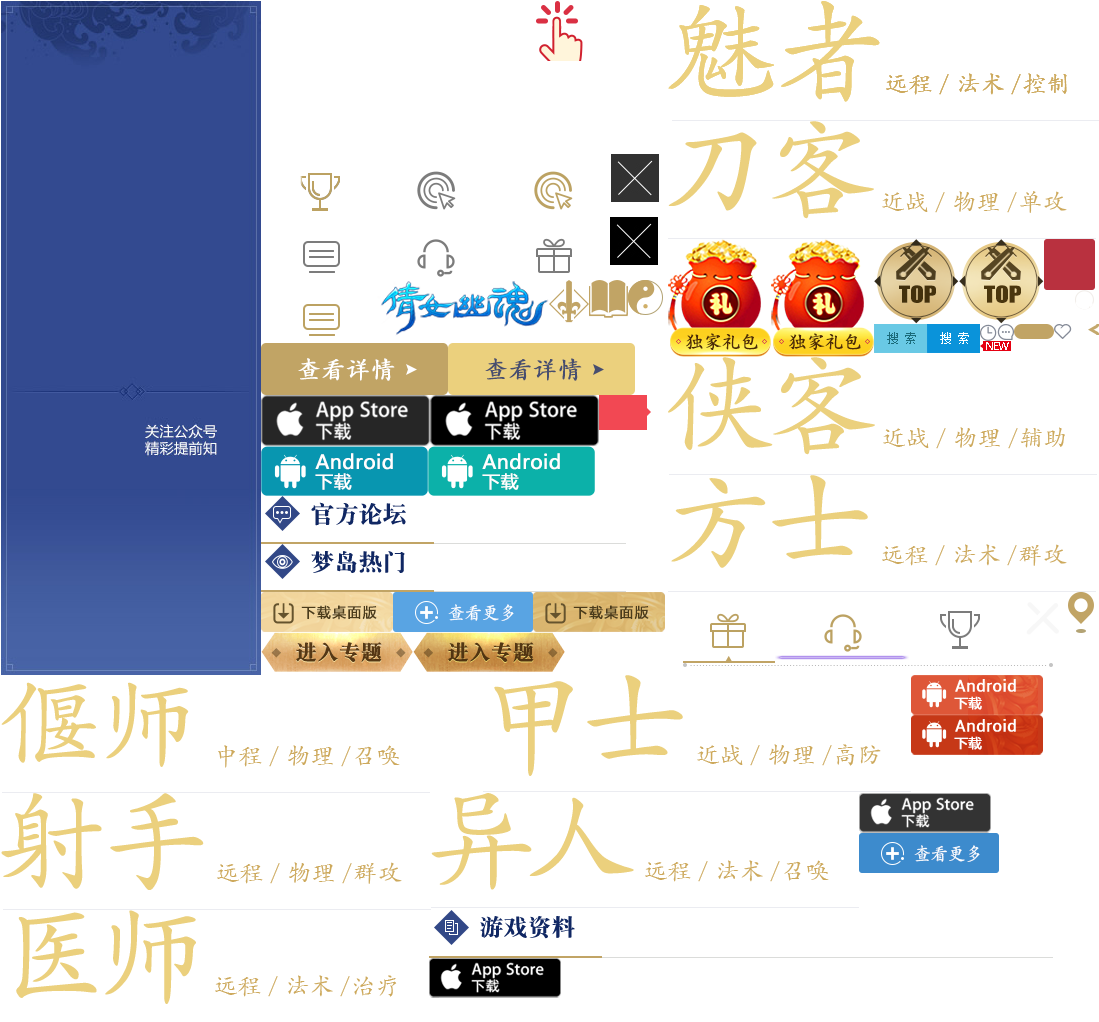 魅者
远程 / 法术 /控制
刀客
近战 / 物理 /单攻
倩女幽魂
礼
独家礼包
礼
独家礼包
TOP
TOP
搜索
搜索
NEW
查看详情
查看详情
App Store
下载
App Store
下载
侠客
近战 / 物理 /辅助
关注公众号
精彩提前知
Android
下载
Android
下载
官方论坛
方士
远程 / 法术 /群攻
梦岛热门
下载桌面版
查看更多
下载桌面版
进入专题
进入专题
偃师
中程 / 物理 /召唤
甲士
近战 / 物理 /高防
Android
下载
Android
下载
射手
远程 / 物理 /群攻
异人
远程 / 法术 /召唤
App Store
下载
查看更多
医师
远程 / 法术 /治疗
游戏资料
App Store
下载